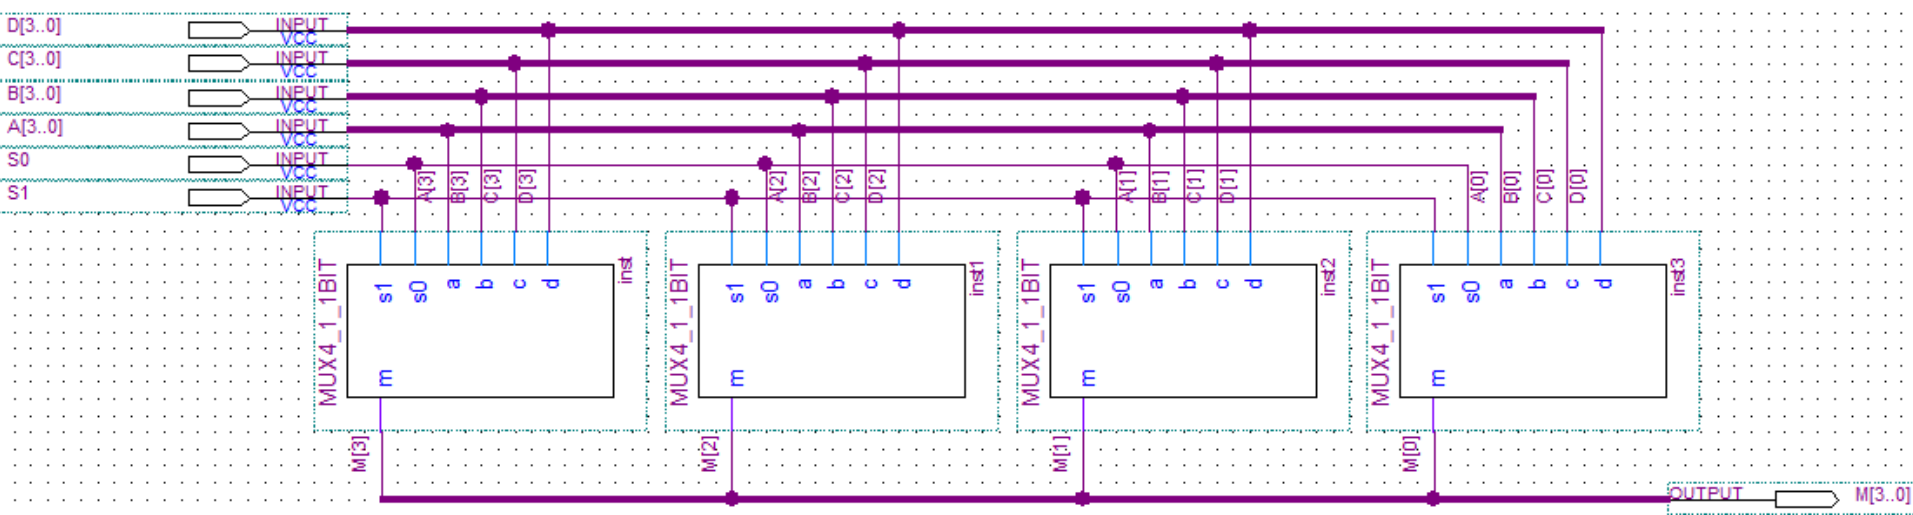 D[3..0] INPUT VCC
C[3..0] INPUT VCC
B[3..0] INPUT VCC
A[3..0] INPUT VCC
S0 INPUT VCC
S1 INPUT VCC
A[3] B[3] C[3] D[3] A[2] B[2] C[2] D[2] A[1] B[1] C[1] D[1] A[0] B[0] C[0] D[0]
MUX4_1_1BIT
s1 s0 a b c d
inst
m
MUX4_1_1BIT
s1 s0 a b c d
inst1
m
MUX4_1_1BIT
s1 s0 a b c d
inst2
m
MUX4_1_1BIT
s1 s0 a b c d
inst3
m
M[3] M[2] M[1] M[0]
OUTPUT M[3..0]